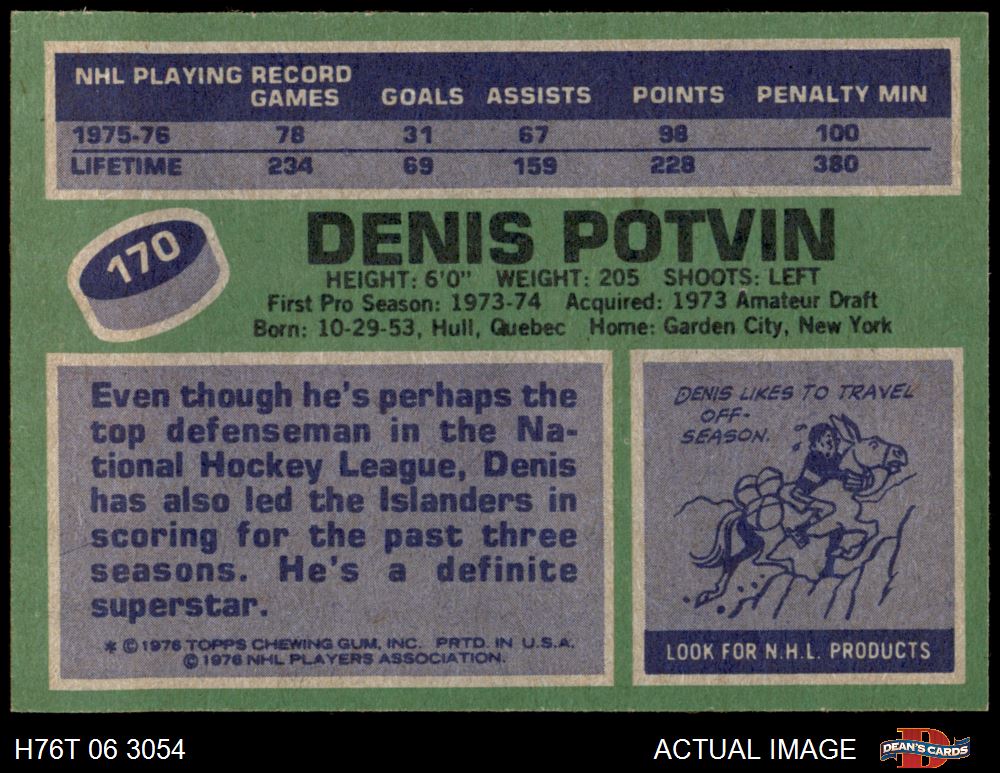 NHL PLAYING RECORD
GAMES GOALS ASSISTS POINTS PENALTY MIN
1975-76 78 31 67 98 100
LIFETIME 234 69 159 228 380
170
DENIS POTVIN
HEIGHT: 6'0" WEIGHT: 205 SHOOTS: LEFT
First Pro Season: 1973-74 Acquired: 1973 Amateur Draft
Born: 10-29-53, Hull, Quebec Home: Garden City, New York
Even though he's perhaps the
top defenseman in the Na-
tional Hockey League, Denis
has also led the Islanders in
scoring for the past three
seasons. He's a definite
superstar.
* © 1976 TOPPS CHEWING GUM, INC. PRTD. IN U.S.A.
© 1976 NHL PLAYERS ASSOCIATION.
DENIS LIKES TO TRAVEL
OFF-
SEASON.
LOOK FOR N.H.L. PRODUCTS
H76T 06 3054 ACTUAL IMAGE DEAN'S CARDS